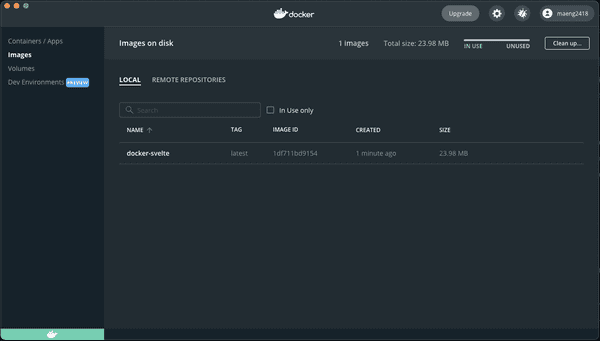 docker
Upgrade
maeng2418
Containers / Apps
Images
Volumes
Dev Environments PREVIEW
Images on disk
1 images
Total size: 23.98 MB
IN USE
UNUSED
Clean up...
LOCAL
REMOTE REPOSITORIES
Search
In Use only
NAME
TAG
IMAGE ID
CREATED
SIZE
docker-svelte
latest
1df711bd9154
1 minute ago
23.98 MB